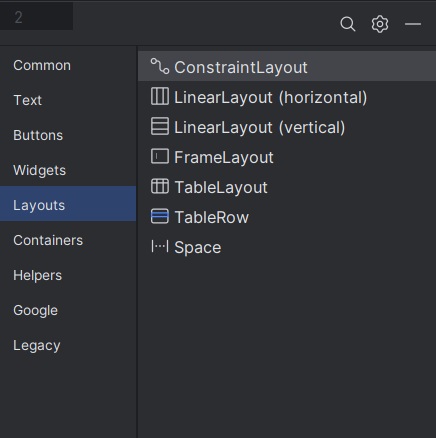 2
Common
Text
Buttons
Widgets
Layouts
Containers
Helpers
Google
Legacy
ConstraintLayout
LinearLayout (horizontal)
LinearLayout (vertical)
FrameLayout
TableLayout
TableRow
Space